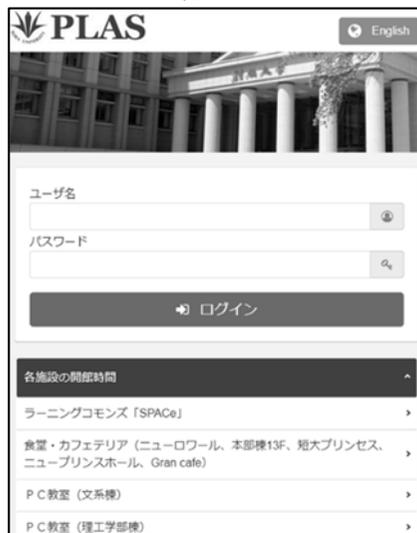 PLAS
English
ユーザ名
パスワード
ログイン
各施設の開館時間
ラーニングコモンズ「SPACe」
食堂・カフェテリア（ニューロワール、本部棟13F、短大プリンセス、
ニュープリンスホール、Gran cafe）
ＰＣ教室（文系棟）
ＰＣ教室（理工学部棟）